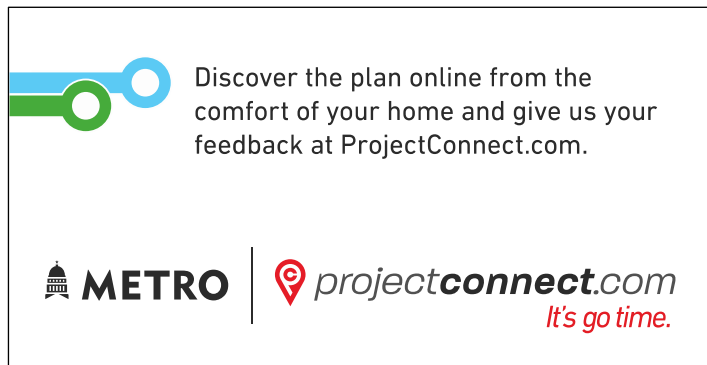 Discover the plan online from the
comfort of your home and give us your
feedback at ProjectConnect.com.
METRO
projectconnect.com
It's go time.